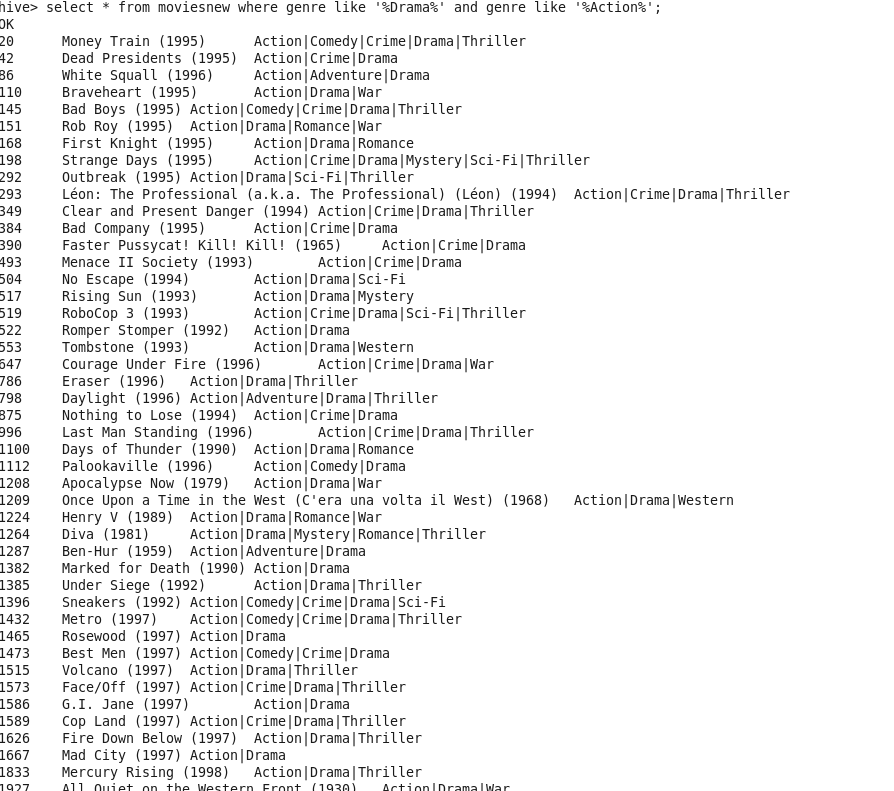 hive> select * from moviesnew where genre like '%Drama%' and genre like '%Action%';
OK
20 Money Train (1995) Action|Comedy|Crime|Drama|Thriller
42 Dead Presidents (1995) Action|Crime|Drama
86 White Squall (1996) Action|Adventure|Drama
110 Braveheart (1995) Action|Drama|War
145 Bad Boys (1995) Action|Comedy|Crime|Drama|Thriller
151 Rob Roy (1995) Action|Drama|Romance|War
168 First Knight (1995) Action|Drama|Romance
198 Strange Days (1995) Action|Crime|Drama|Mystery|Sci-Fi|Thriller
292 Outbreak (1995) Action|Drama|Sci-Fi|Thriller
293 Léon: The Professional (a.k.a. The Professional) (Léon) (1994) Action|Crime|Drama|Thriller
349 Clear and Present Danger (1994) Action|Crime|Drama|Thriller
384 Bad Company (1995) Action|Crime|Drama
390 Faster Pussycat! Kill! Kill! (1965) Action|Crime|Drama
493 Menace II Society (1993) Action|Crime|Drama
504 No Escape (1994) Action|Drama|Sci-Fi
517 Rising Sun (1993) Action|Drama|Mystery
519 RoboCop 3 (1993) Action|Crime|Drama|Sci-Fi|Thriller
522 Romper Stomper (1992) Action|Drama
553 Tombstone (1993) Action|Drama|Western
647 Courage Under Fire (1996) Action|Crime|Drama|War
786 Eraser (1996) Action|Drama|Thriller
798 Daylight (1996) Action|Adventure|Drama|Thriller
875 Nothing to Lose (1994) Action|Crime|Drama
996 Last Man Standing (1996) Action|Crime|Drama|Thriller
1100 Days of Thunder (1990) Action|Drama|Romance
1112 Palookaville (1996) Action|Comedy|Drama
1208 Apocalypse Now (1979) Action|Drama|War
1209 Once Upon a Time in the West (C'era una volta il West) (1968) Action|Drama|Western
1224 Henry V (1989) Action|Drama|Romance|War
1264 Diva (1981) Action|Drama|Mystery|Romance|Thriller
1287 Ben-Hur (1959) Action|Adventure|Drama
1382 Marked for Death (1990) Action|Drama
1385 Under Siege (1992) Action|Drama|Thriller
1396 Sneakers (1992) Action|Comedy|Crime|Drama|Sci-Fi
1432 Metro (1997) Action|Comedy|Crime|Drama|Thriller
1465 Rosewood (1997) Action|Drama
1473 Best Men (1997) Action|Comedy|Crime|Drama
1515 Volcano (1997) Action|Drama|Thriller
1573 Face/Off (1997) Action|Crime|Drama|Thriller
1586 G.I. Jane (1997) Action|Drama
1589 Cop Land (1997) Action|Crime|Drama|Thriller
1626 Fire Down Below (1997) Action|Drama|Thriller
1667 Mad City (1997) Action|Drama
1833 Mercury Rising (1998) Action|Drama|Thriller
1927 All Quiet on the Western Front (1930) Action|Drama|War